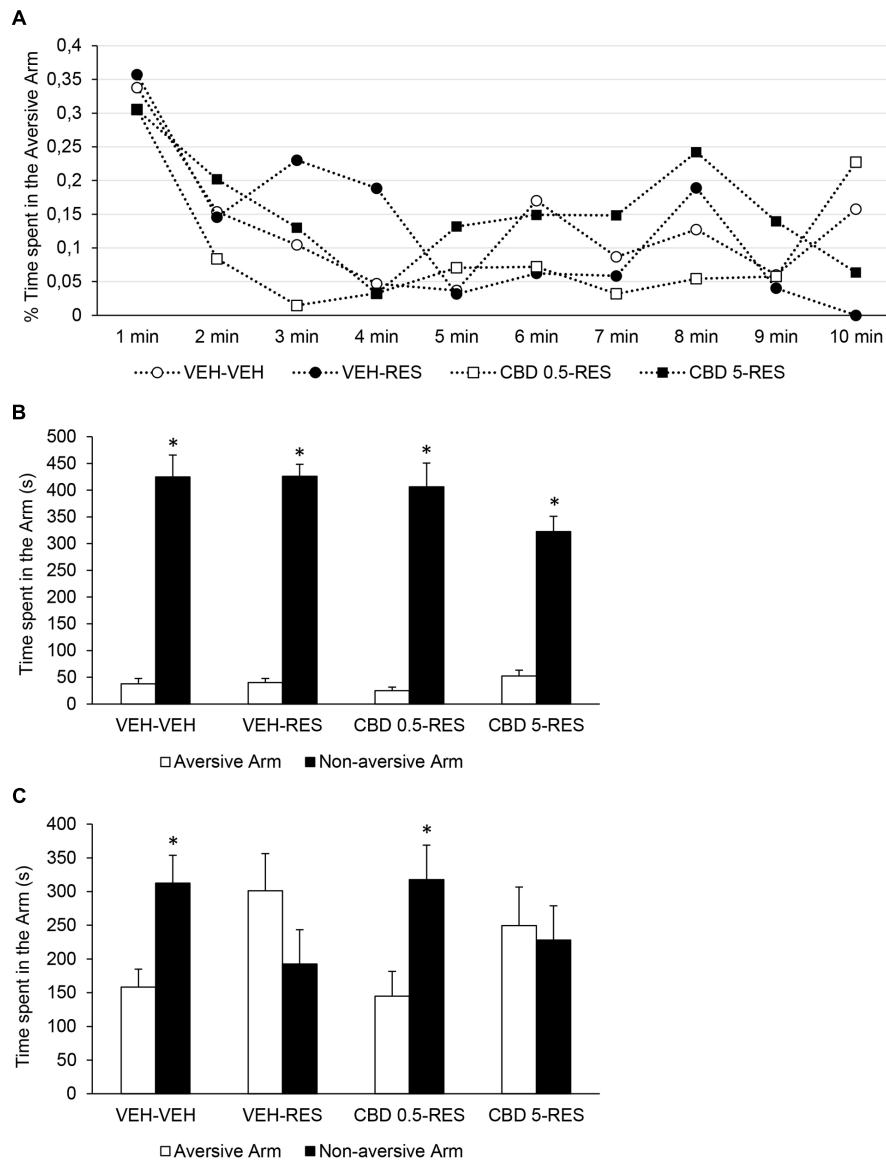 A
% Time spent in the Aversive Arm
0,4
0,35
0,3
0,25
0,2
0,15
0,1
0,05
0
1 min 2 min 3 min 4 min 5 min 6 min 7 min 8 min 9 min 10 min
VEH-VEH VEH-RES CBD 0.5-RES CBD 5-RES
B
Time spent in the Arm (s)
500
450
400
350
300
250
200
150
100
50
0
* * * *
VEH-VEH VEH-RES CBD 0.5-RES CBD 5-RES
Aversive Arm Non-aversive Arm
C
Time spent in the Arm (s)
400
350
300
250
200
150
100
50
0
* *
VEH-VEH VEH-RES CBD 0.5-RES CBD 5-RES
Aversive Arm Non-aversive Arm